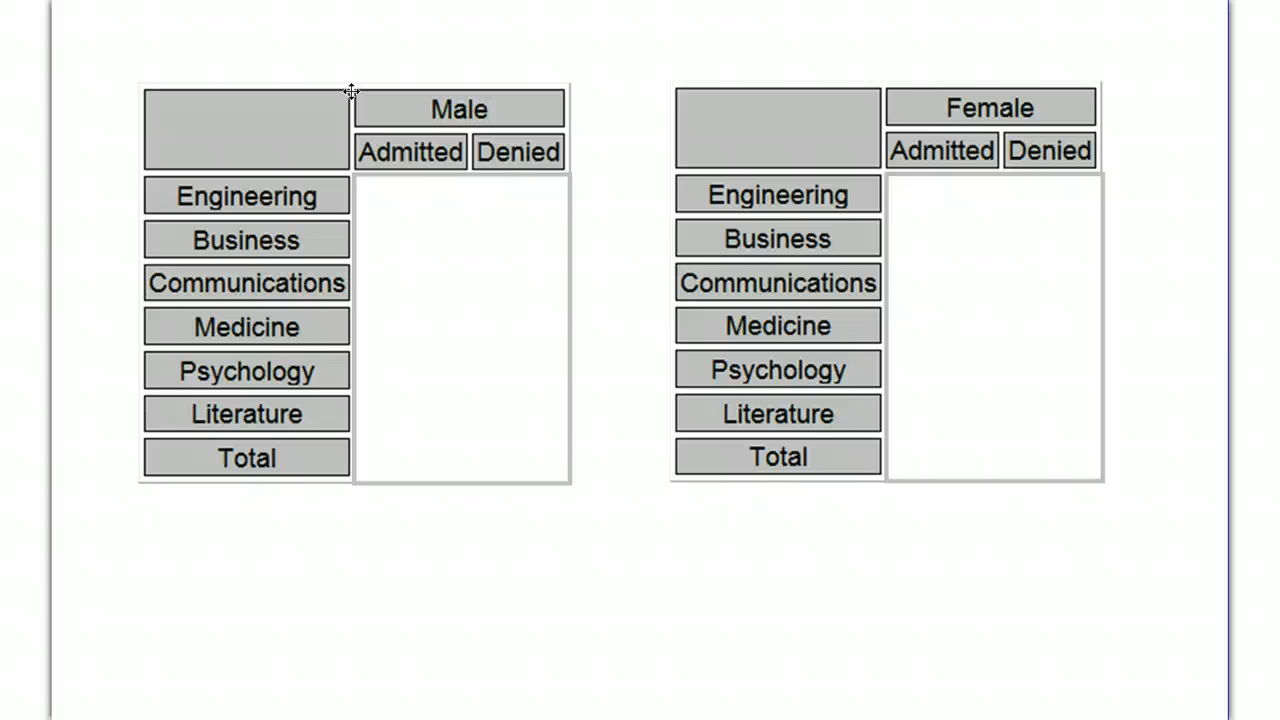 Male
Admitted Denied
Engineering
Business
Communications
Medicine
Psychology
Literature
Total
Female
Admitted Denied
Engineering
Business
Communications
Medicine
Psychology
Literature
Total